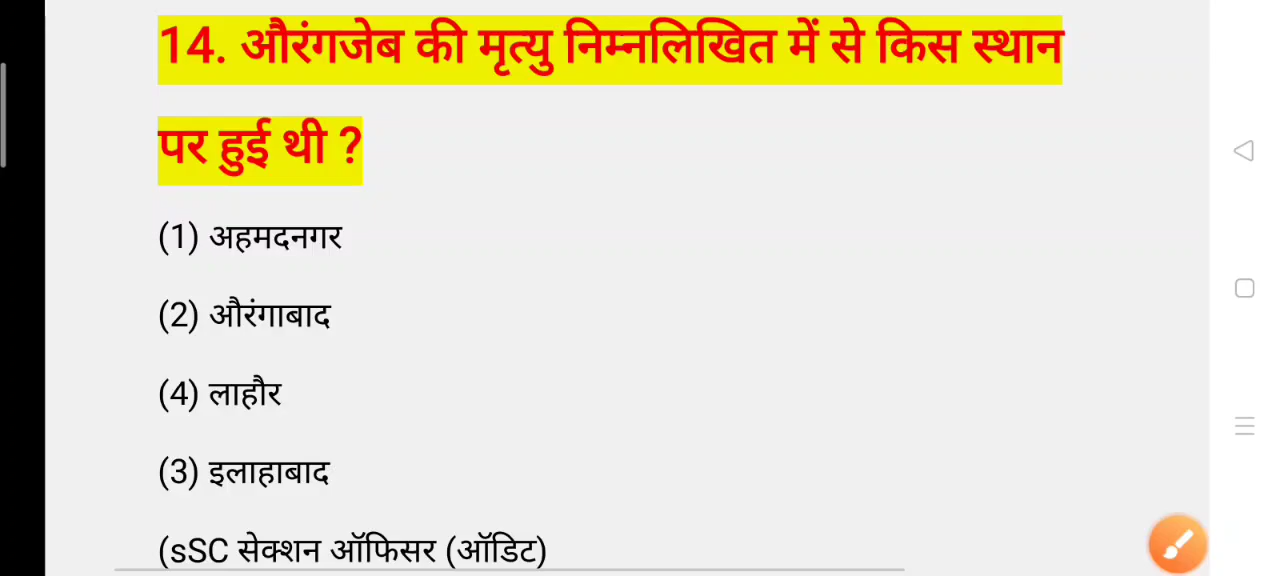 14. औरंगजेब की मृत्यु निम्नलिखित में से किस स्थान
पर हुई थी ?
(1) अहमदनगर
(2) औरंगाबाद
(4) लाहौर
(3) इलाहाबाद
(sSC सेक्शन ऑफिसर (ऑडिट)